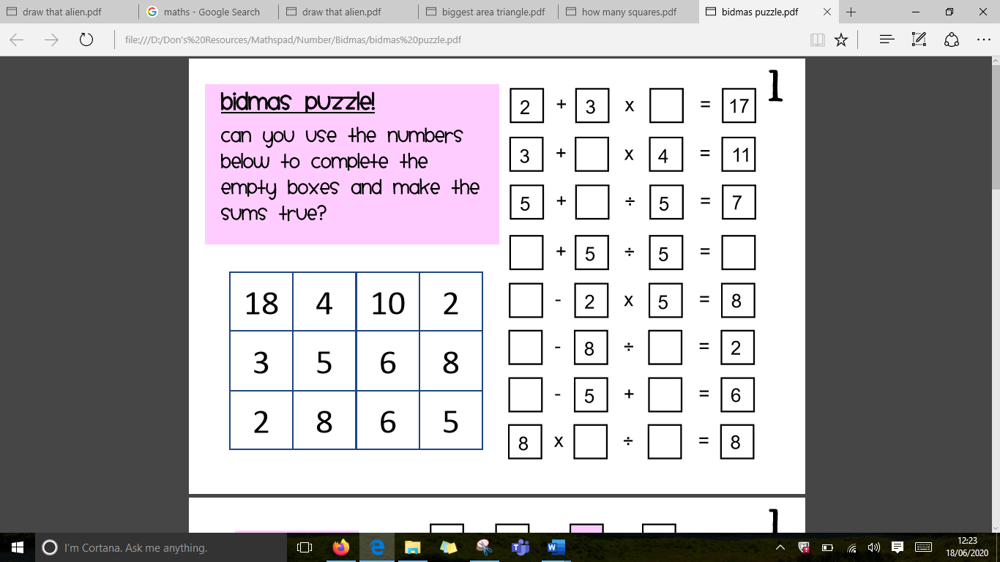 draw that alien.pdf
maths - Google Search
draw that alien.pdf
biggest area triangle.pdf
how many squares.pdf
bidmas puzzle.pdf
file:///D:/Don's%20Resources/Mathspad/Number/Bidmas/bidmas%20puzzle.pdf
1
bidmas puzzle!
can you use the numbers
below to complete the
empty boxes and make the
sums true?
18 4 10 2
3 5 6 8
2 8 6 5
2 + 3 x = 17
3 + x 4 = 11
5 + ÷ 5 = 7
+ 5 ÷ 5 =
- 2 x 5 = 8
- 8 ÷ = 2
- 5 + = 6
8 x ÷ = 8
1
I'm Cortana. Ask me anything.
12:23
18/06/2020